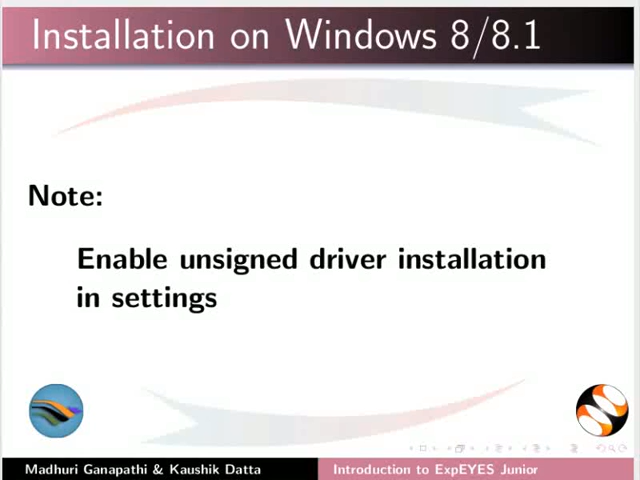 Installation on Windows 8/8.1
Note:
Enable unsigned driver installation
in settings
Madhuri Ganapathi & Kaushik Datta
Introduction to ExpEYES Junior